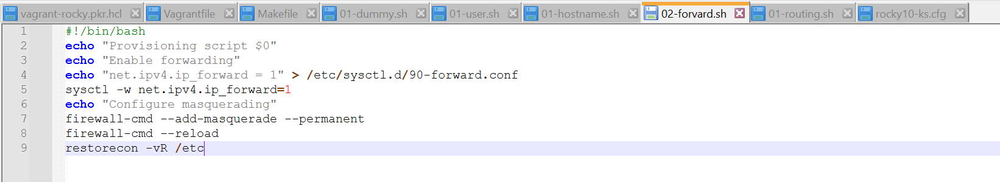 vagrant-rocky.pkr.hcl Vagrantfile Makefile 01-dummy.sh 01-user.sh 01-hostname.sh 02-forvard.sh 01-routing.sh rocky10-ks.cfg
1 #!/bin/bash
2 echo "Provisioning script $0"
3 echo "Enable forwarding"
4 echo "net.ipv4.ip_forward = 1" > /etc/sysctl.d/90-forward.conf
5 sysctl -w net.ipv4.ip_forward=1
6 echo "Configure masquerading"
7 firewall-cmd --add-masquerade --permanent
8 firewall-cmd --reload
9 restorecon -vR /etc